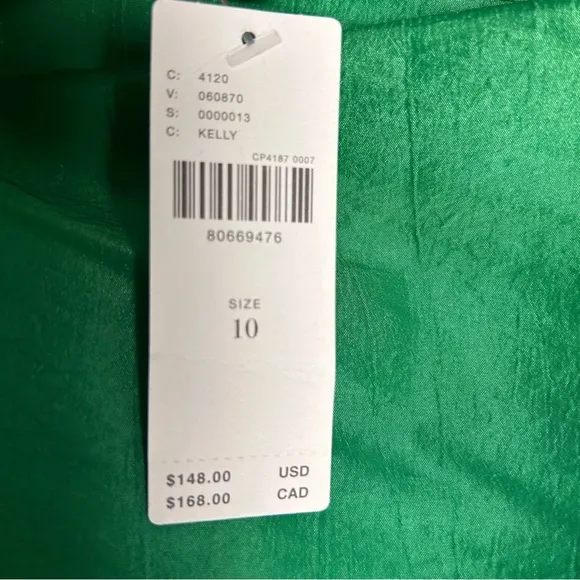 C: 4120
V: 060870
S: 0000013
C: KELLY
CP4187 0007
80669476
SIZE
10
$148.00 USD
$168.00 CAD